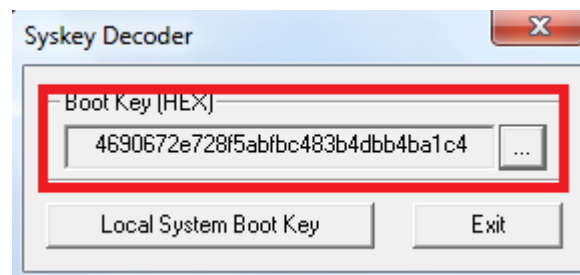 Syskey Decoder
Boot Key (HEX)
4690672e728f5abfbc483b4dbb4ba1c4
...
Local System Boot Key
Exit